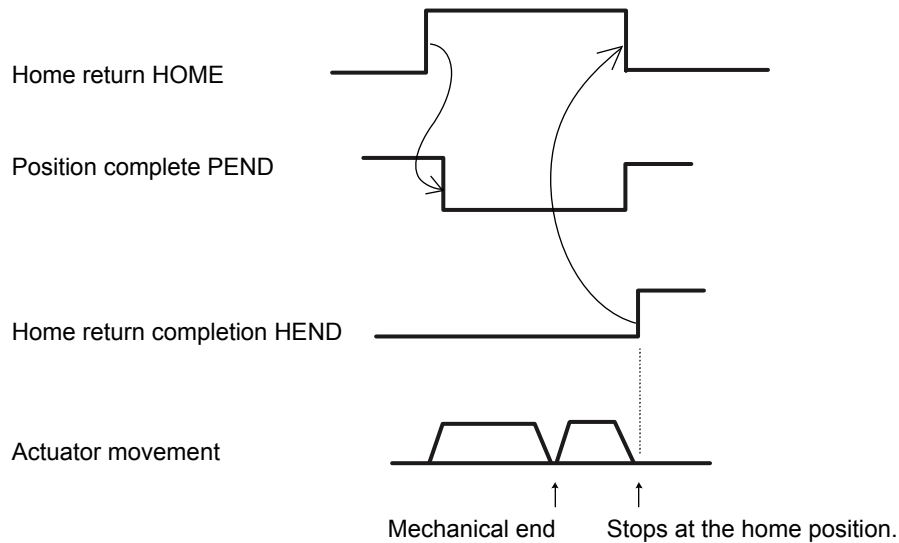 Home return HOME
Position complete PEND
Home return completion HEND
Actuator movement
Mechanical end
Stops at the home position.